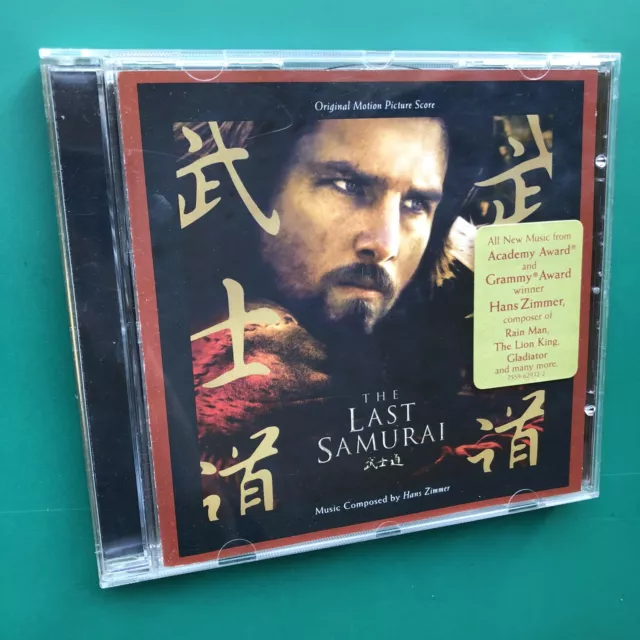 Original Motion Picture Score
武
士
道
武
道
All New Music from
Academy Award®
and
Grammy® Award
winner
Hans Zimmer,
composer of
Rain Man,
The Lion King,
Gladiator
and many more.
THE
LAST
SAMURAI
武士道
Music Composed by Hans Zimmer